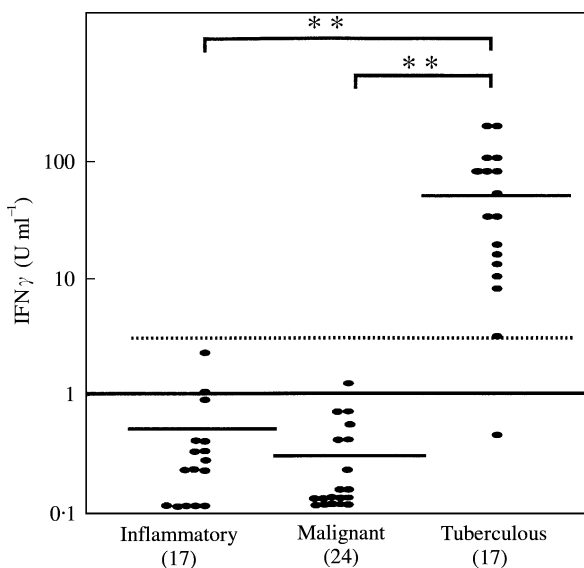 * *
* *
100
10
1
0·1
IFNγ (U ml⁻¹)
Inflammatory Malignant Tuberculous
(17) (24) (17)